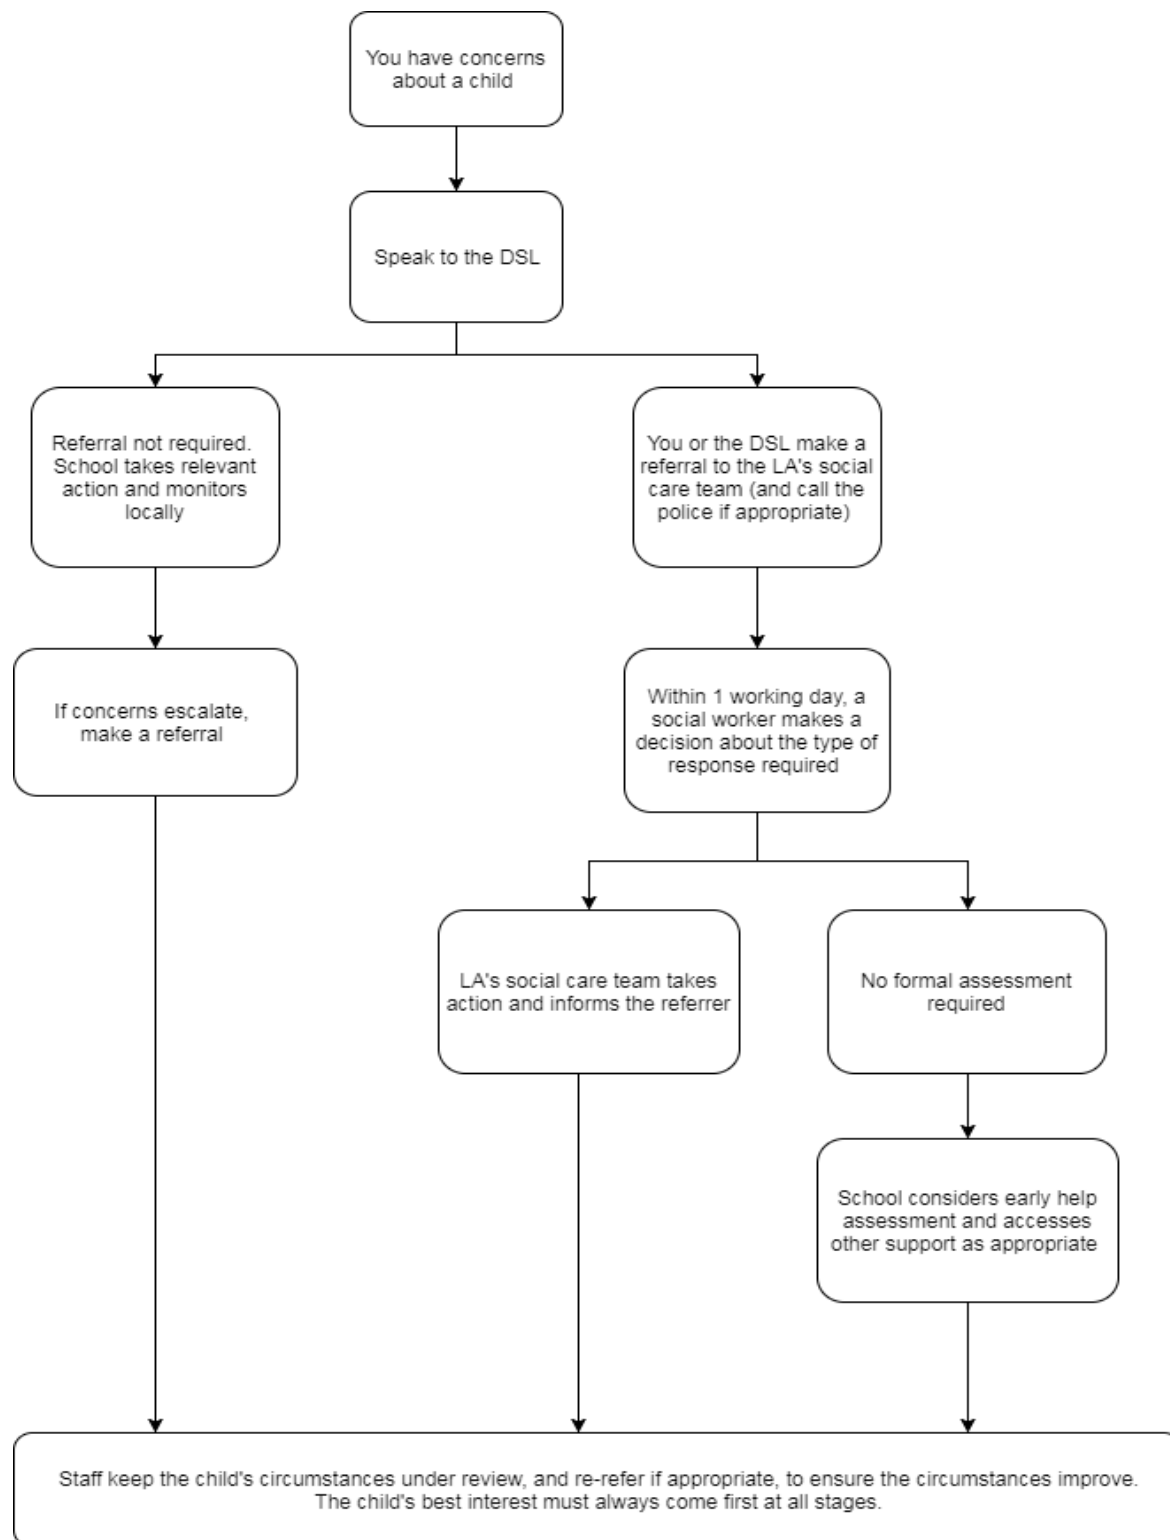 You have concerns
about a child
Speak to the DSL
Referral not required.
School takes relevant
action and monitors
locally
You or the DSL make a
referral to the LA's social
care team (and call the
police if appropriate)
If concerns escalate,
make a referral
Within 1 working day, a
social worker makes a
decision about the type of
response required
LA's social care team takes
action and informs the referrer
No formal assessment
required
School considers early help
assessment and accesses
other support as appropriate
Staff keep the child's circumstances under review, and re-refer if appropriate, to ensure the circumstances improve.
The child's best interest must always come first at all stages.